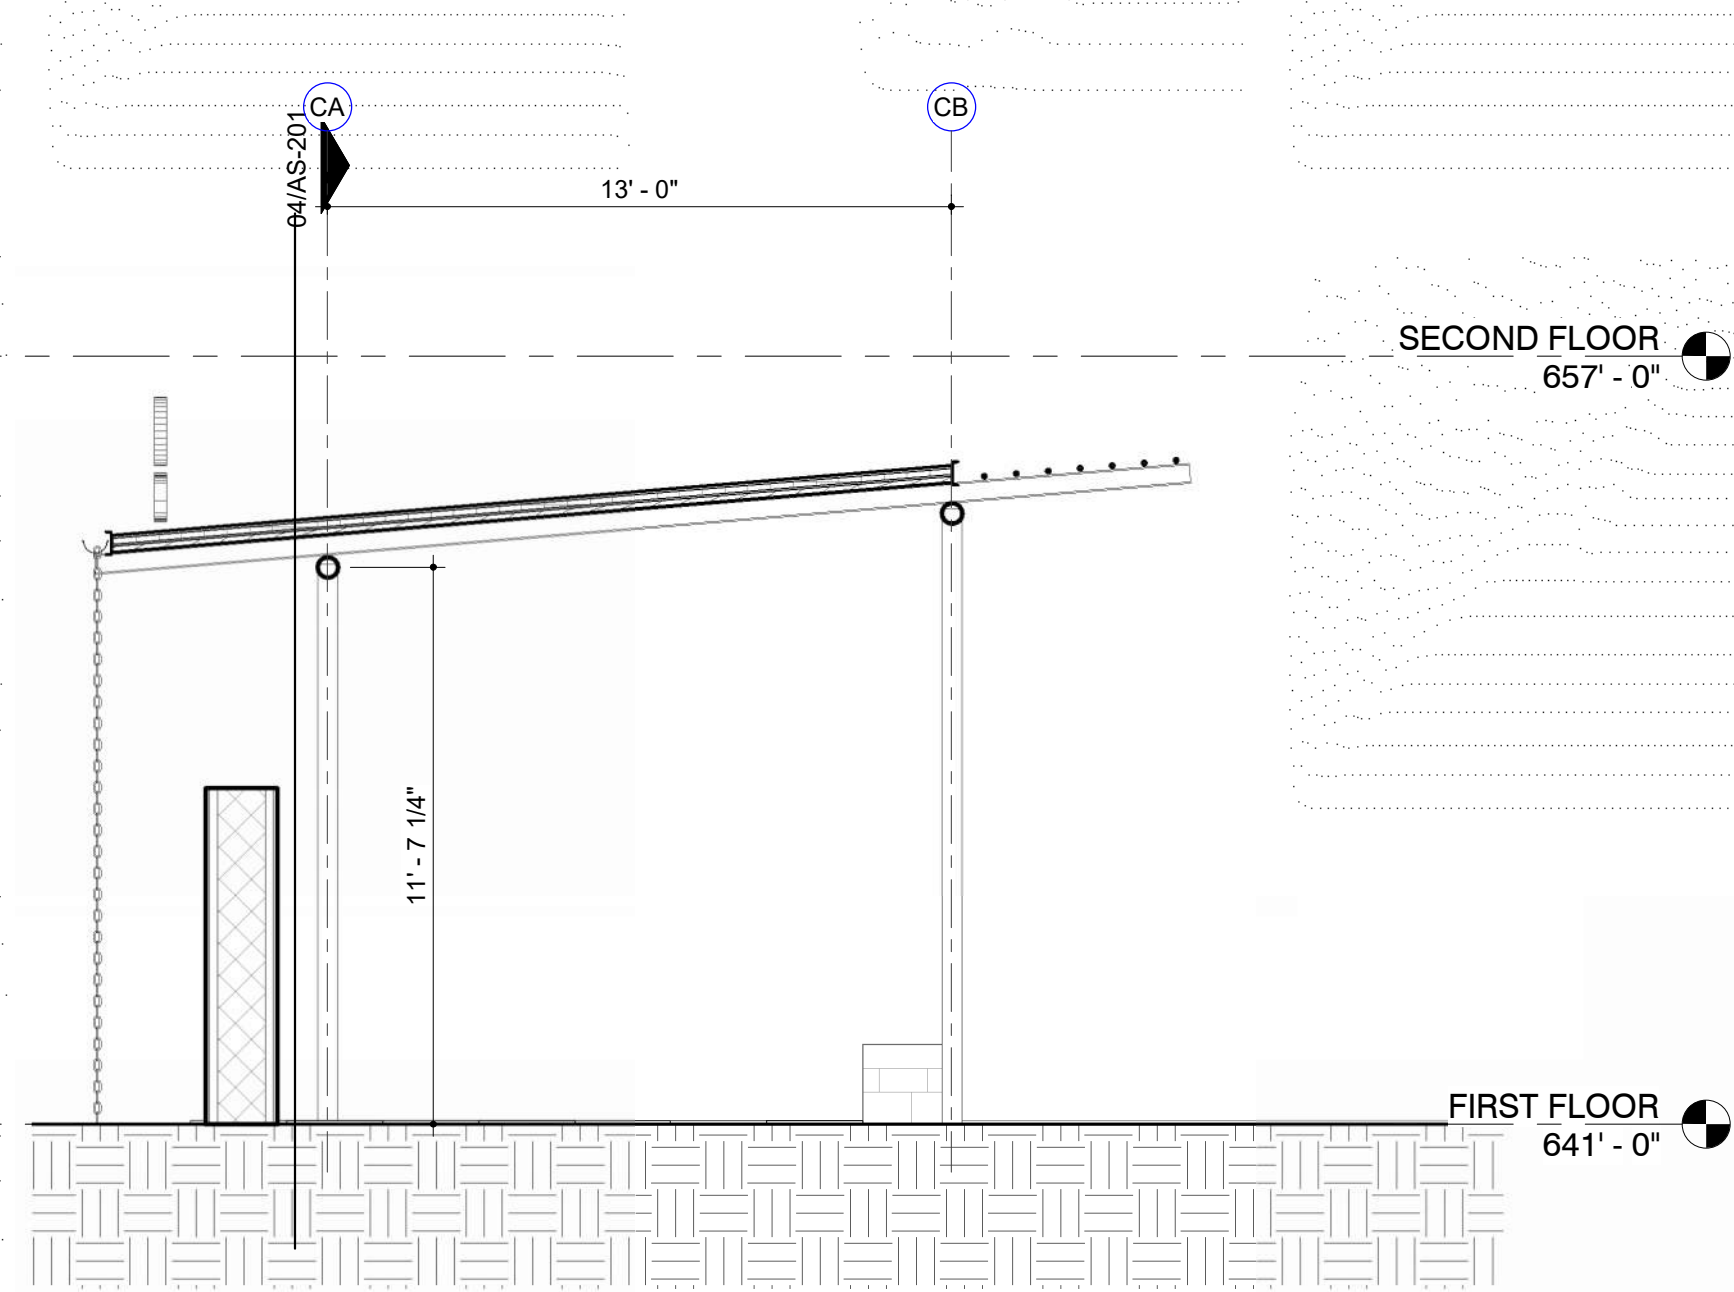 CA
CB
04/AS-201
13' - 0"
SECOND FLOOR
657' - 0"
11' - 7 1/4"
FIRST FLOOR
641' - 0"